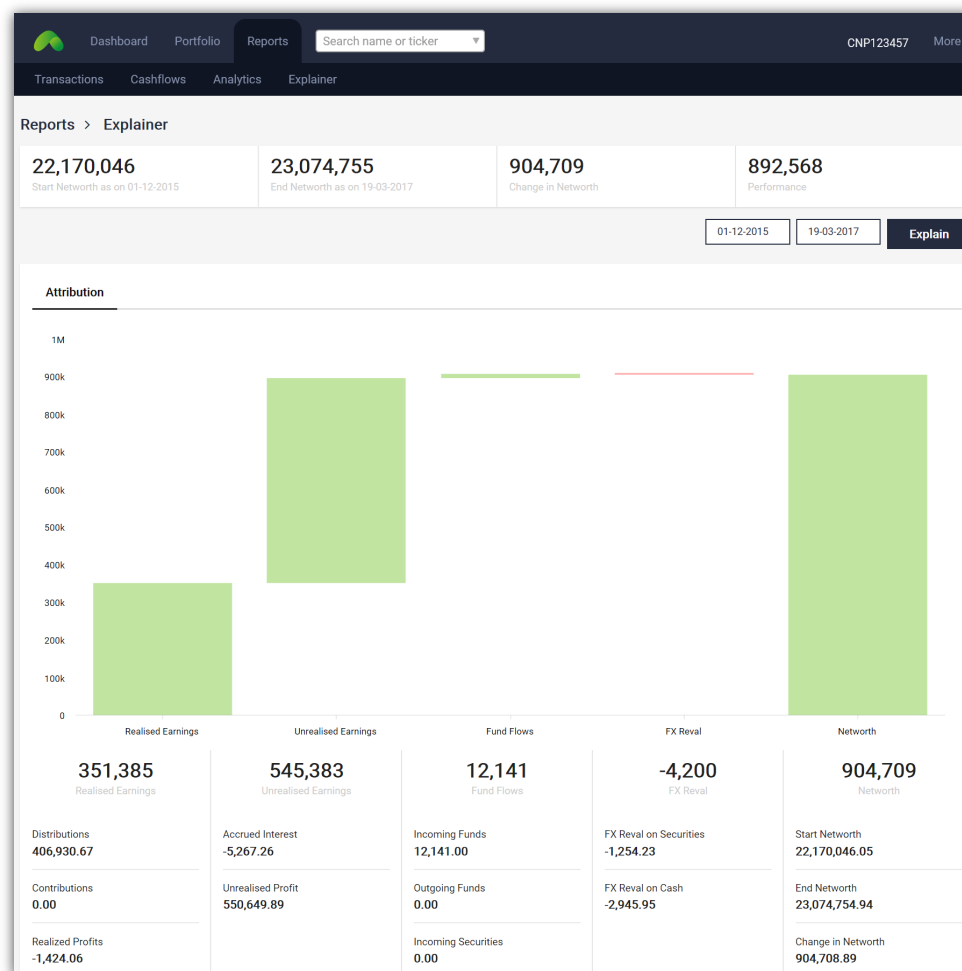 Dashboard Portfolio Reports Search name or ticker CNP123457 More
Transactions Cashflows Analytics Explainer
Reports > Explainer
22,170,046 23,074,755 904,709 892,568
Start Networth as on 01-12-2015 End Networth as on 19-03-2017 Change in Networth Performance
01-12-2015 19-03-2017 Explain
Attribution
1M
900k
800k
700k
600k
500k
400k
300k
200k
100k
0
Realised Earnings Unrealised Earnings Fund Flows FX Reval Networth
351,385 545,383 12,141 -4,200 904,709
Realised Earnings Unrealised Earnings Fund Flows FX Reval Networth
Distributions Accrued Interest Incoming Funds FX Reval on Securities Start Networth
406,930.67 -5,267.26 12,141.00 -1,254.23 22,170,046.05
Contributions Unrealised Profit Outgoing Funds FX Reval on Cash End Networth
0.00 550,649.89 0.00 -2,945.95 23,074,754.94
Realized Profits Incoming Securities Change in Networth
-1,424.06 0.00 904,708.89